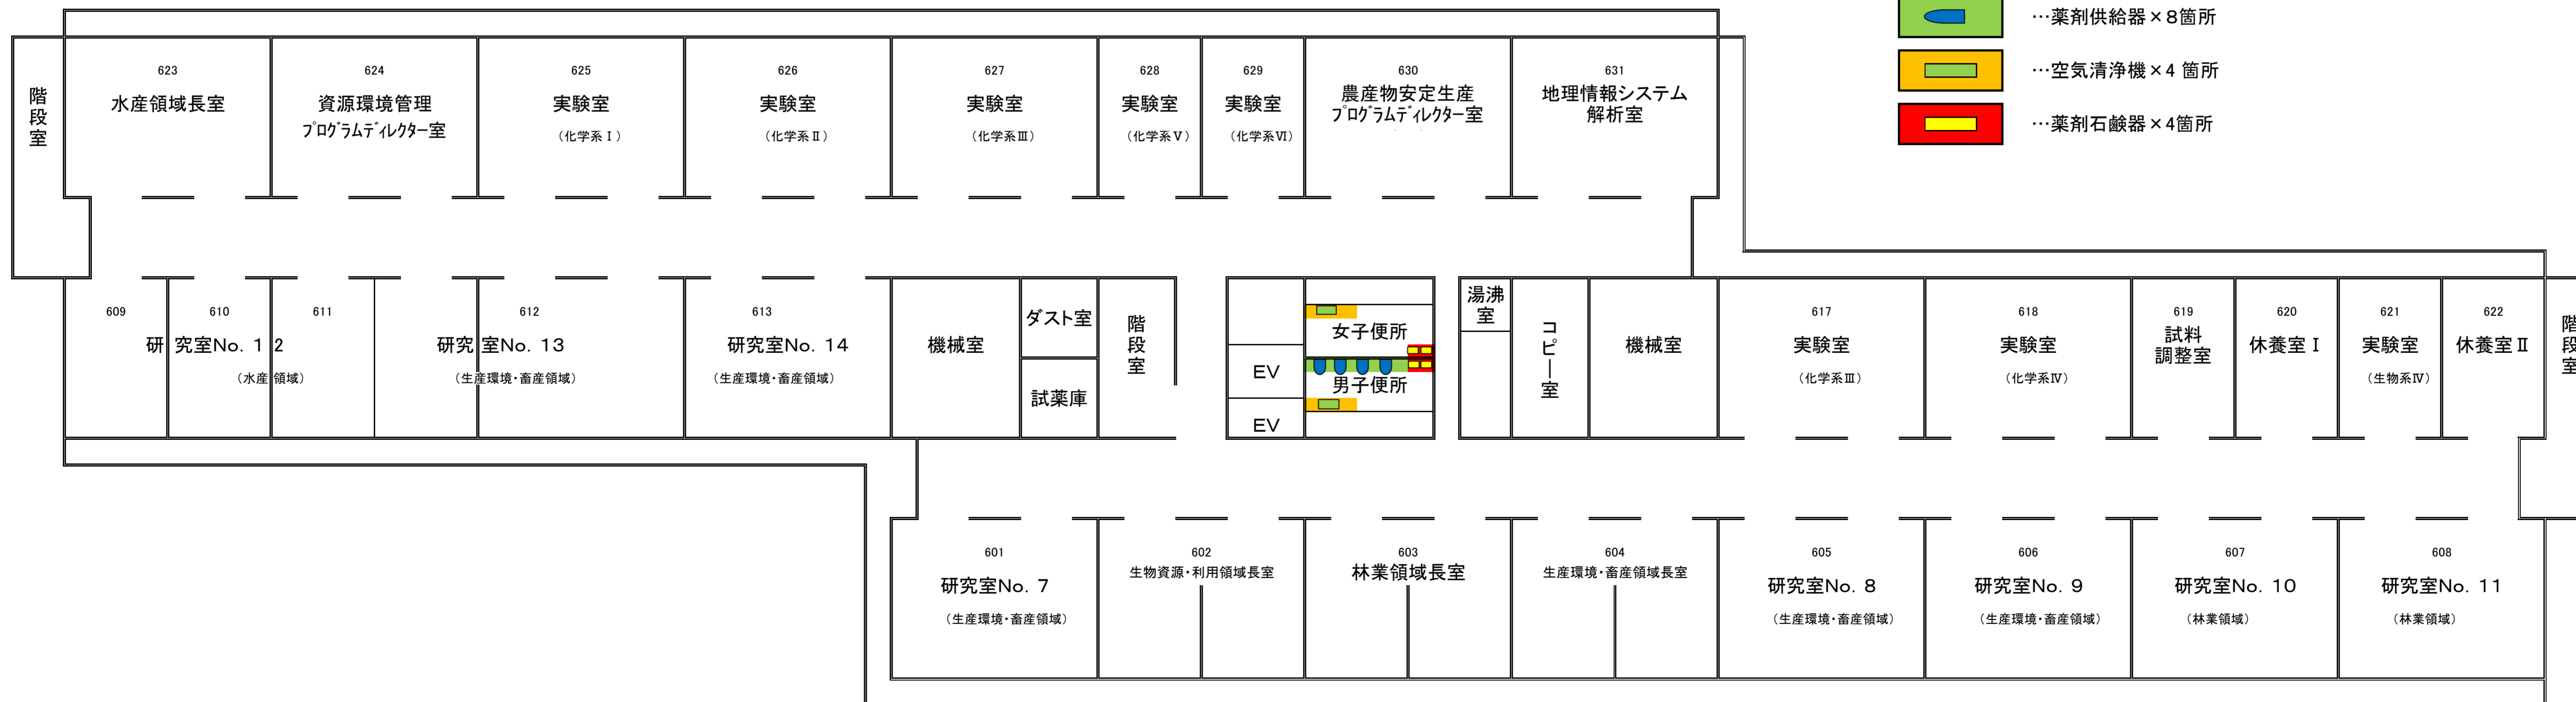 …薬剤供給器×8箇所
…空気清浄機×4 箇所
…薬剤石鹸器×4箇所
階段室
623
水産領域長室
624
資源環境管理
ﾌﾟﾛｸﾞﾗﾑﾃﾞｨﾚｸﾀｰ室
625
実験室
（化学系Ⅰ）
626
実験室
（化学系Ⅱ）
627
実験室
（化学系Ⅲ）
628
実験室
（化学系Ⅴ）
629
実験室
（化学系Ⅵ）
630
農産物安定生産
ﾌﾟﾛｸﾞﾗﾑﾃﾞｨﾚｸﾀｰ室
631
地理情報システム
解析室
609
610
611
研究室No．12
（水産領域）
612
研究室No．13
（生産環境・畜産領域）
613
研究室No．14
（生産環境・畜産領域）
機械室
ダスト室
試薬庫
階段室
EV
EV
女子便所
男子便所
湯沸
室
コピー室
機械室
617
実験室
（化学系Ⅲ）
618
実験室
（化学系Ⅳ）
619
試料
調整室
620
休養室Ⅰ
621
実験室
（生物系Ⅳ）
622
休養室Ⅱ
階段室
601
研究室No．7
（生産環境・畜産領域）
602
生物資源・利用領域長室
603
林業領域長室
604
生産環境・畜産領域長室
605
研究室No．8
（生産環境・畜産領域）
606
研究室No．9
（生産環境・畜産領域）
607
研究室No．10
（林業領域）
608
研究室No．11
（林業領域）